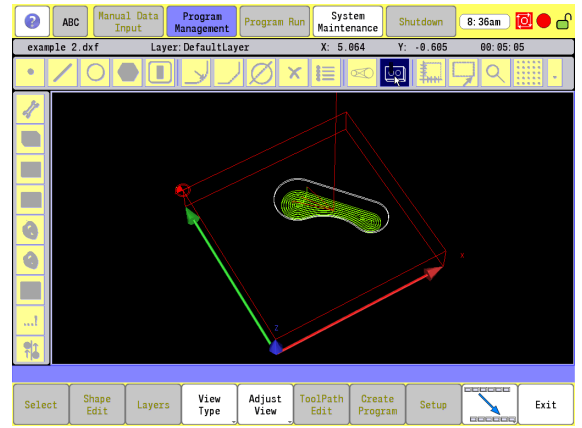 ? ABC Manual Data Input Program Management Program Run System Maintenance Shutdown 8:36am
example 2.dxf Layer:DefaultLayer X: 5.064 Y: -0.605 00:05:05
X
Z
...1
Select Shape Edit Layers View Type Adjust View ToolPath Edit Create Program Setup Exit